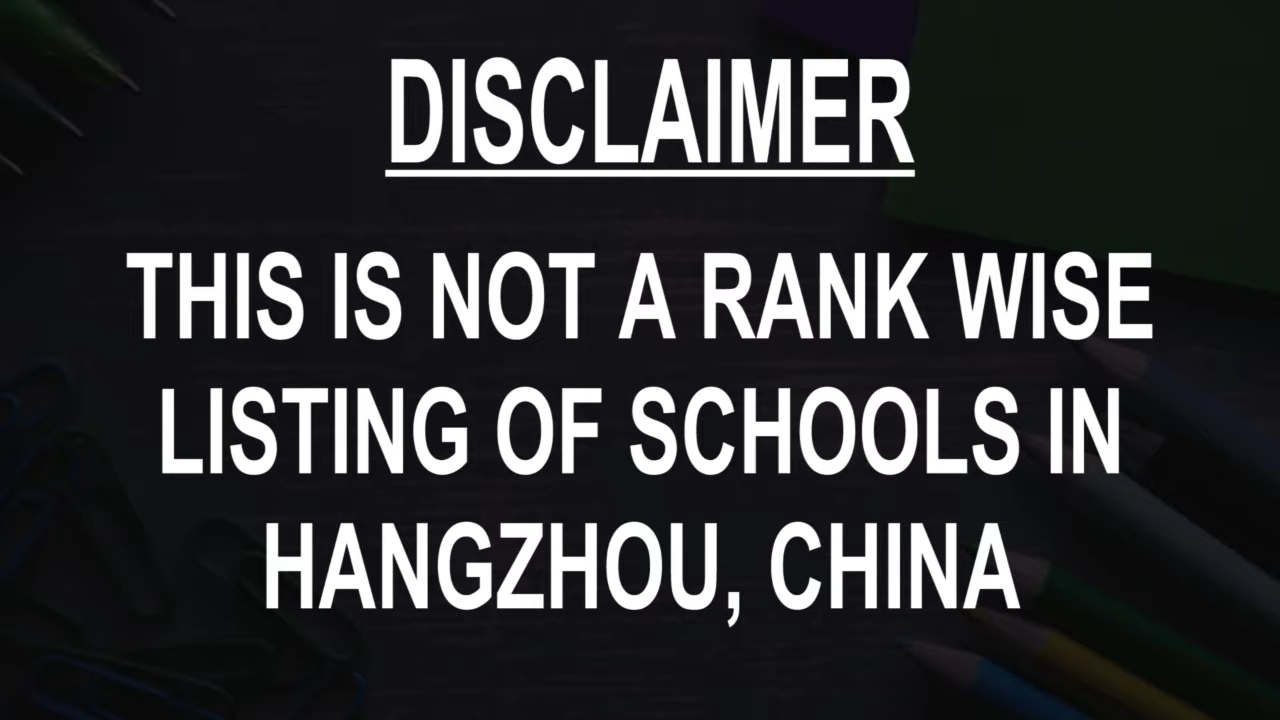 DISCLAIMER
THIS IS NOT A RANK WISE
LISTING OF SCHOOLS IN
HANGZHOU, CHINA